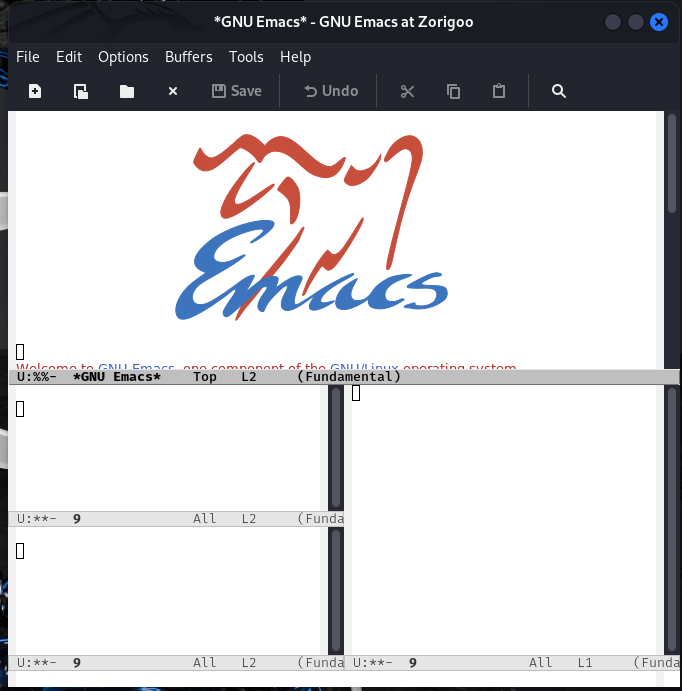 *GNU Emacs* - GNU Emacs at Zorigoo
File Edit Options Buffers Tools Help
Save Undo
Emacs
Welcome to GNU Emacs, one component of the GNU/Linux operating system.
U:%%- *GNU Emacs* Top L2 (Fundamental)
U:**- 9 All L2 (Funda
U:**- 9 All L2 (Funda
U:**- 9 All L1 (Funda